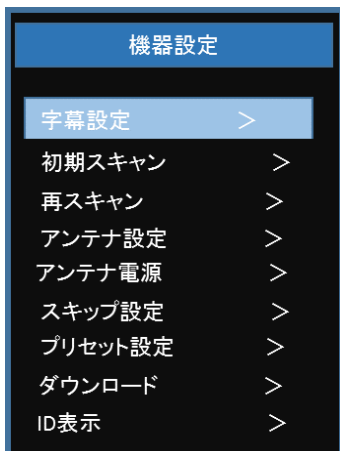 機器設定
字幕設定 ＞
初期スキャン ＞
再スキャン ＞
アンテナ設定 ＞
アンテナ電源 ＞
スキップ設定 ＞
プリセット設定 ＞
ダウンロード ＞
ID表示 ＞